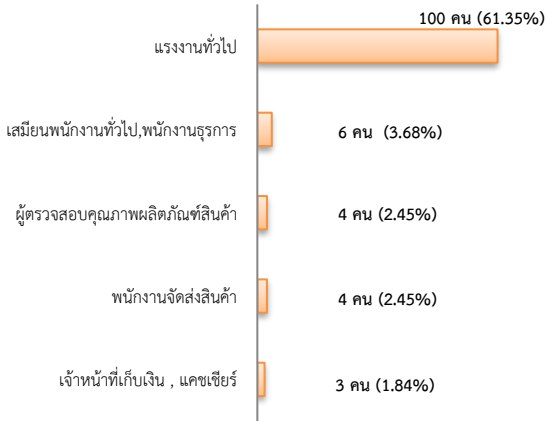 100 คน (61.35%)
แรงงานทั่วไป
เสมียนพนักงานทั่วไป,พนักงานธุรการ
6 คน (3.68%)
ผู้ตรวจสอบคุณภาพผลิตภัณฑ์สินค้า
4 คน (2.45%)
พนักงานจัดส่งสินค้า
4 คน (2.45%)
เจ้าหน้าที่เก็บเงิน , แคชเชียร์
3 คน (1.84%)